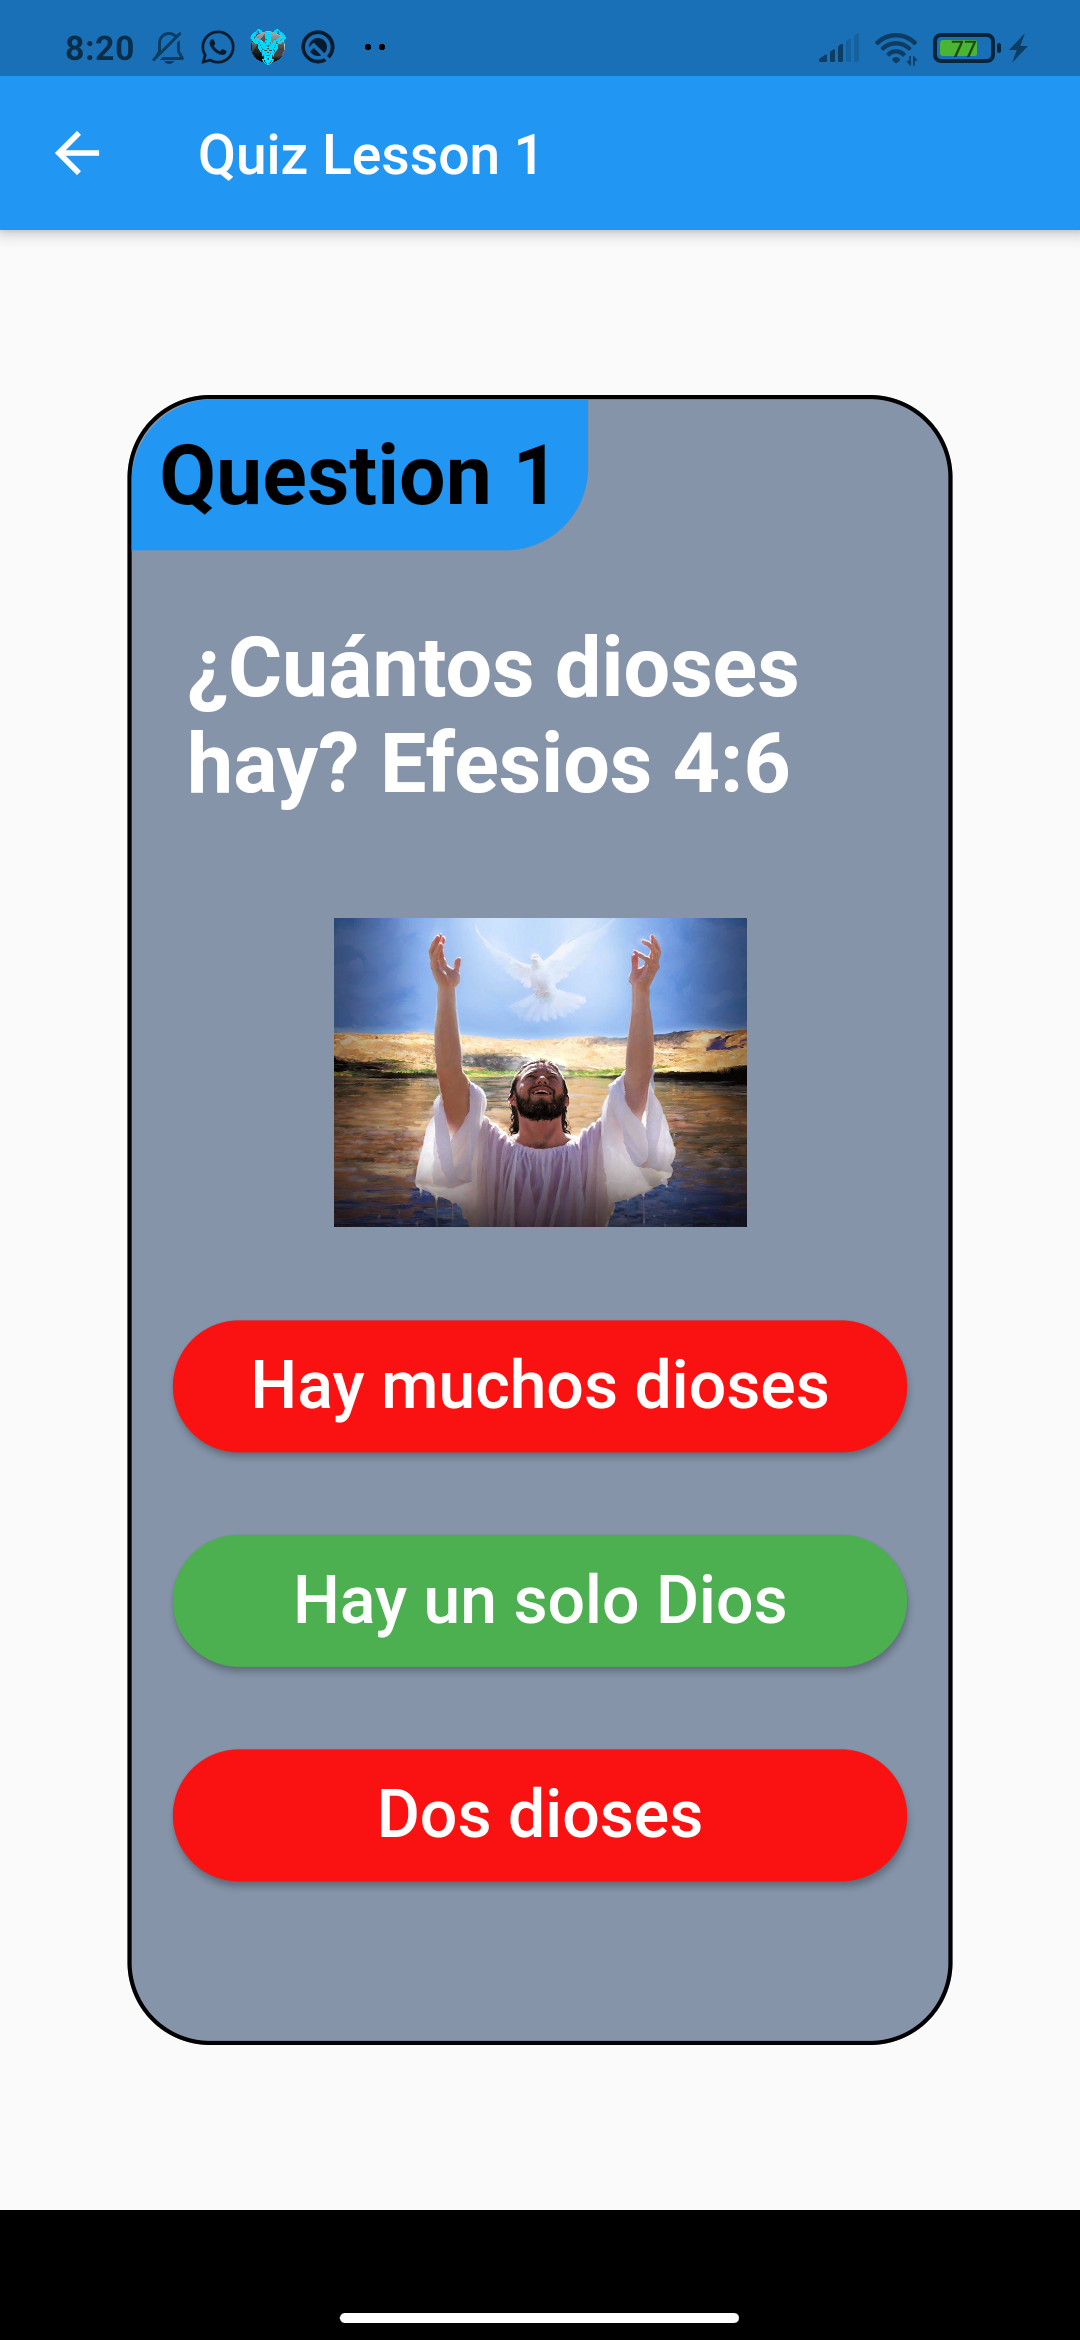 8:20
77
Quiz Lesson 1
Question 1
¿Cuántos dioses
hay? Efesios 4:6
Hay muchos dioses
Hay un solo Dios
Dos dioses